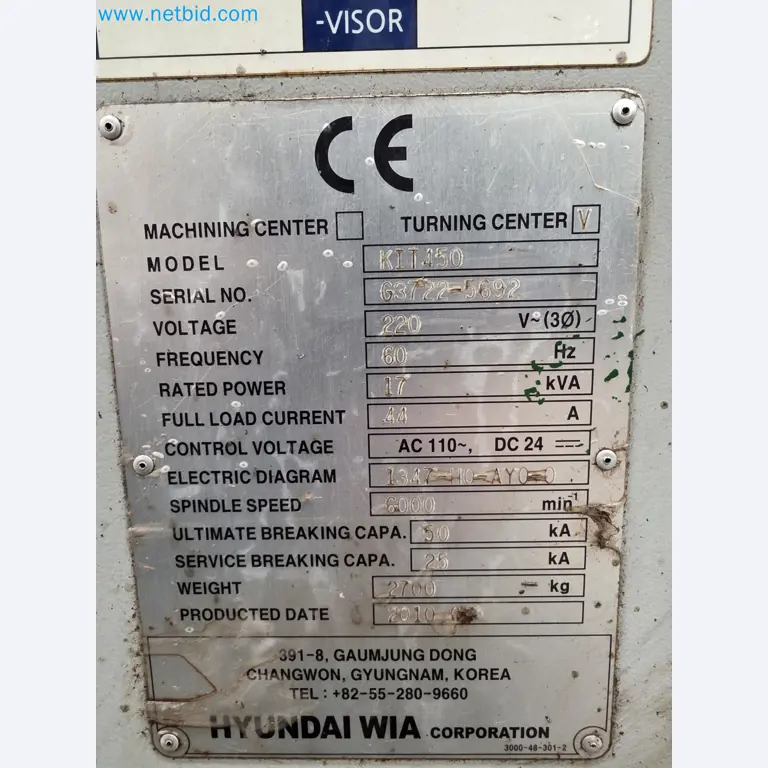 www.netbid.com
-VISOR
CE
MACHINING CENTER TURNING CENTER V
MODEL KIT450
SERIAL NO. G3722-5692
VOLTAGE 220 V~(3Ø)
FREQUENCY 60 Hz
RATED POWER 17 kVA
FULL LOAD CURRENT 44 A
CONTROL VOLTAGE AC 110~, DC 24
ELECTRIC DIAGRAM
SPINDLE SPEED 6000 min⁻¹
ULTIMATE BREAKING CAPA. 50 kA
SERVICE BREAKING CAPA. 25 kA
WEIGHT 2700 kg
PRODUCTED DATE 2010
391-8, GAUMJUNG DONG
CHANGWON, GYUNGNAM, KOREA
TEL : +82-55-280-9660
HYUNDAI WIA CORPORATION
3000-48-301-2